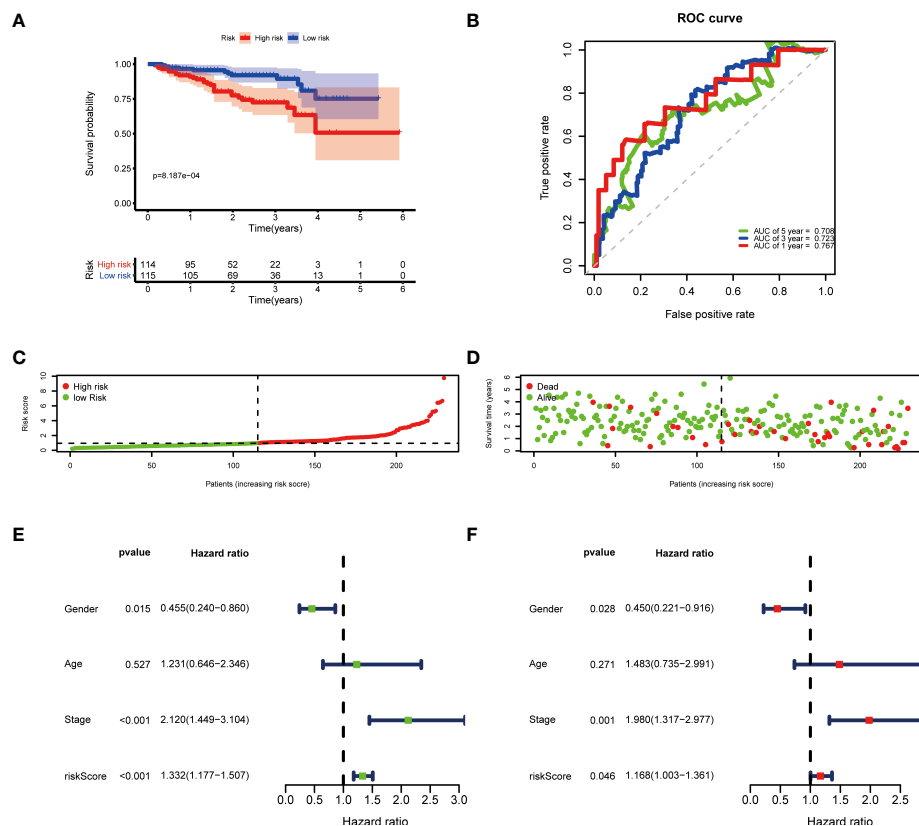 A
Risk High risk Low risk
Survival probability
1.00
0.75
0.50
0.25
0.00
p=8.187e−04
0 1 2 3 4 5 6
Time(years)
Risk
High risk 114 95 52 22 3 1 0
Low risk 115 105 69 36 13 1 0
0 1 2 3 4 5 6
Time(years)
B
ROC curve
True positive rate
1.0
0.8
0.6
0.4
0.2
0.0
AUC of 5 year = 0.708
AUC of 3 year = 0.723
AUC of 1 year = 0.767
0.0 0.2 0.4 0.6 0.8 1.0
False positive rate
C
High risk
low Risk
Risk score
10
8
6
4
2
0
0 50 100 150 200
Patients (increasing risk socre)
D
Dead
Alive
Survival time (years)
6
5
4
3
2
1
0
0 50 100 150 200
Patients (increasing risk socre)
E
pvalue Hazard ratio
Gender 0.015 0.455(0.240−0.860)
Age 0.527 1.231(0.646−2.346)
Stage <0.001 2.120(1.449−3.104)
riskScore <0.001 1.332(1.177−1.507)
0.0 0.5 1.0 1.5 2.0 2.5 3.0
Hazard ratio
F
pvalue Hazard ratio
Gender 0.028 0.450(0.221−0.916)
Age 0.271 1.483(0.735−2.991)
Stage 0.001 1.980(1.317−2.977)
riskScore 0.046 1.168(1.003−1.361)
0.0 0.5 1.0 1.5 2.0 2.5
Hazard ratio